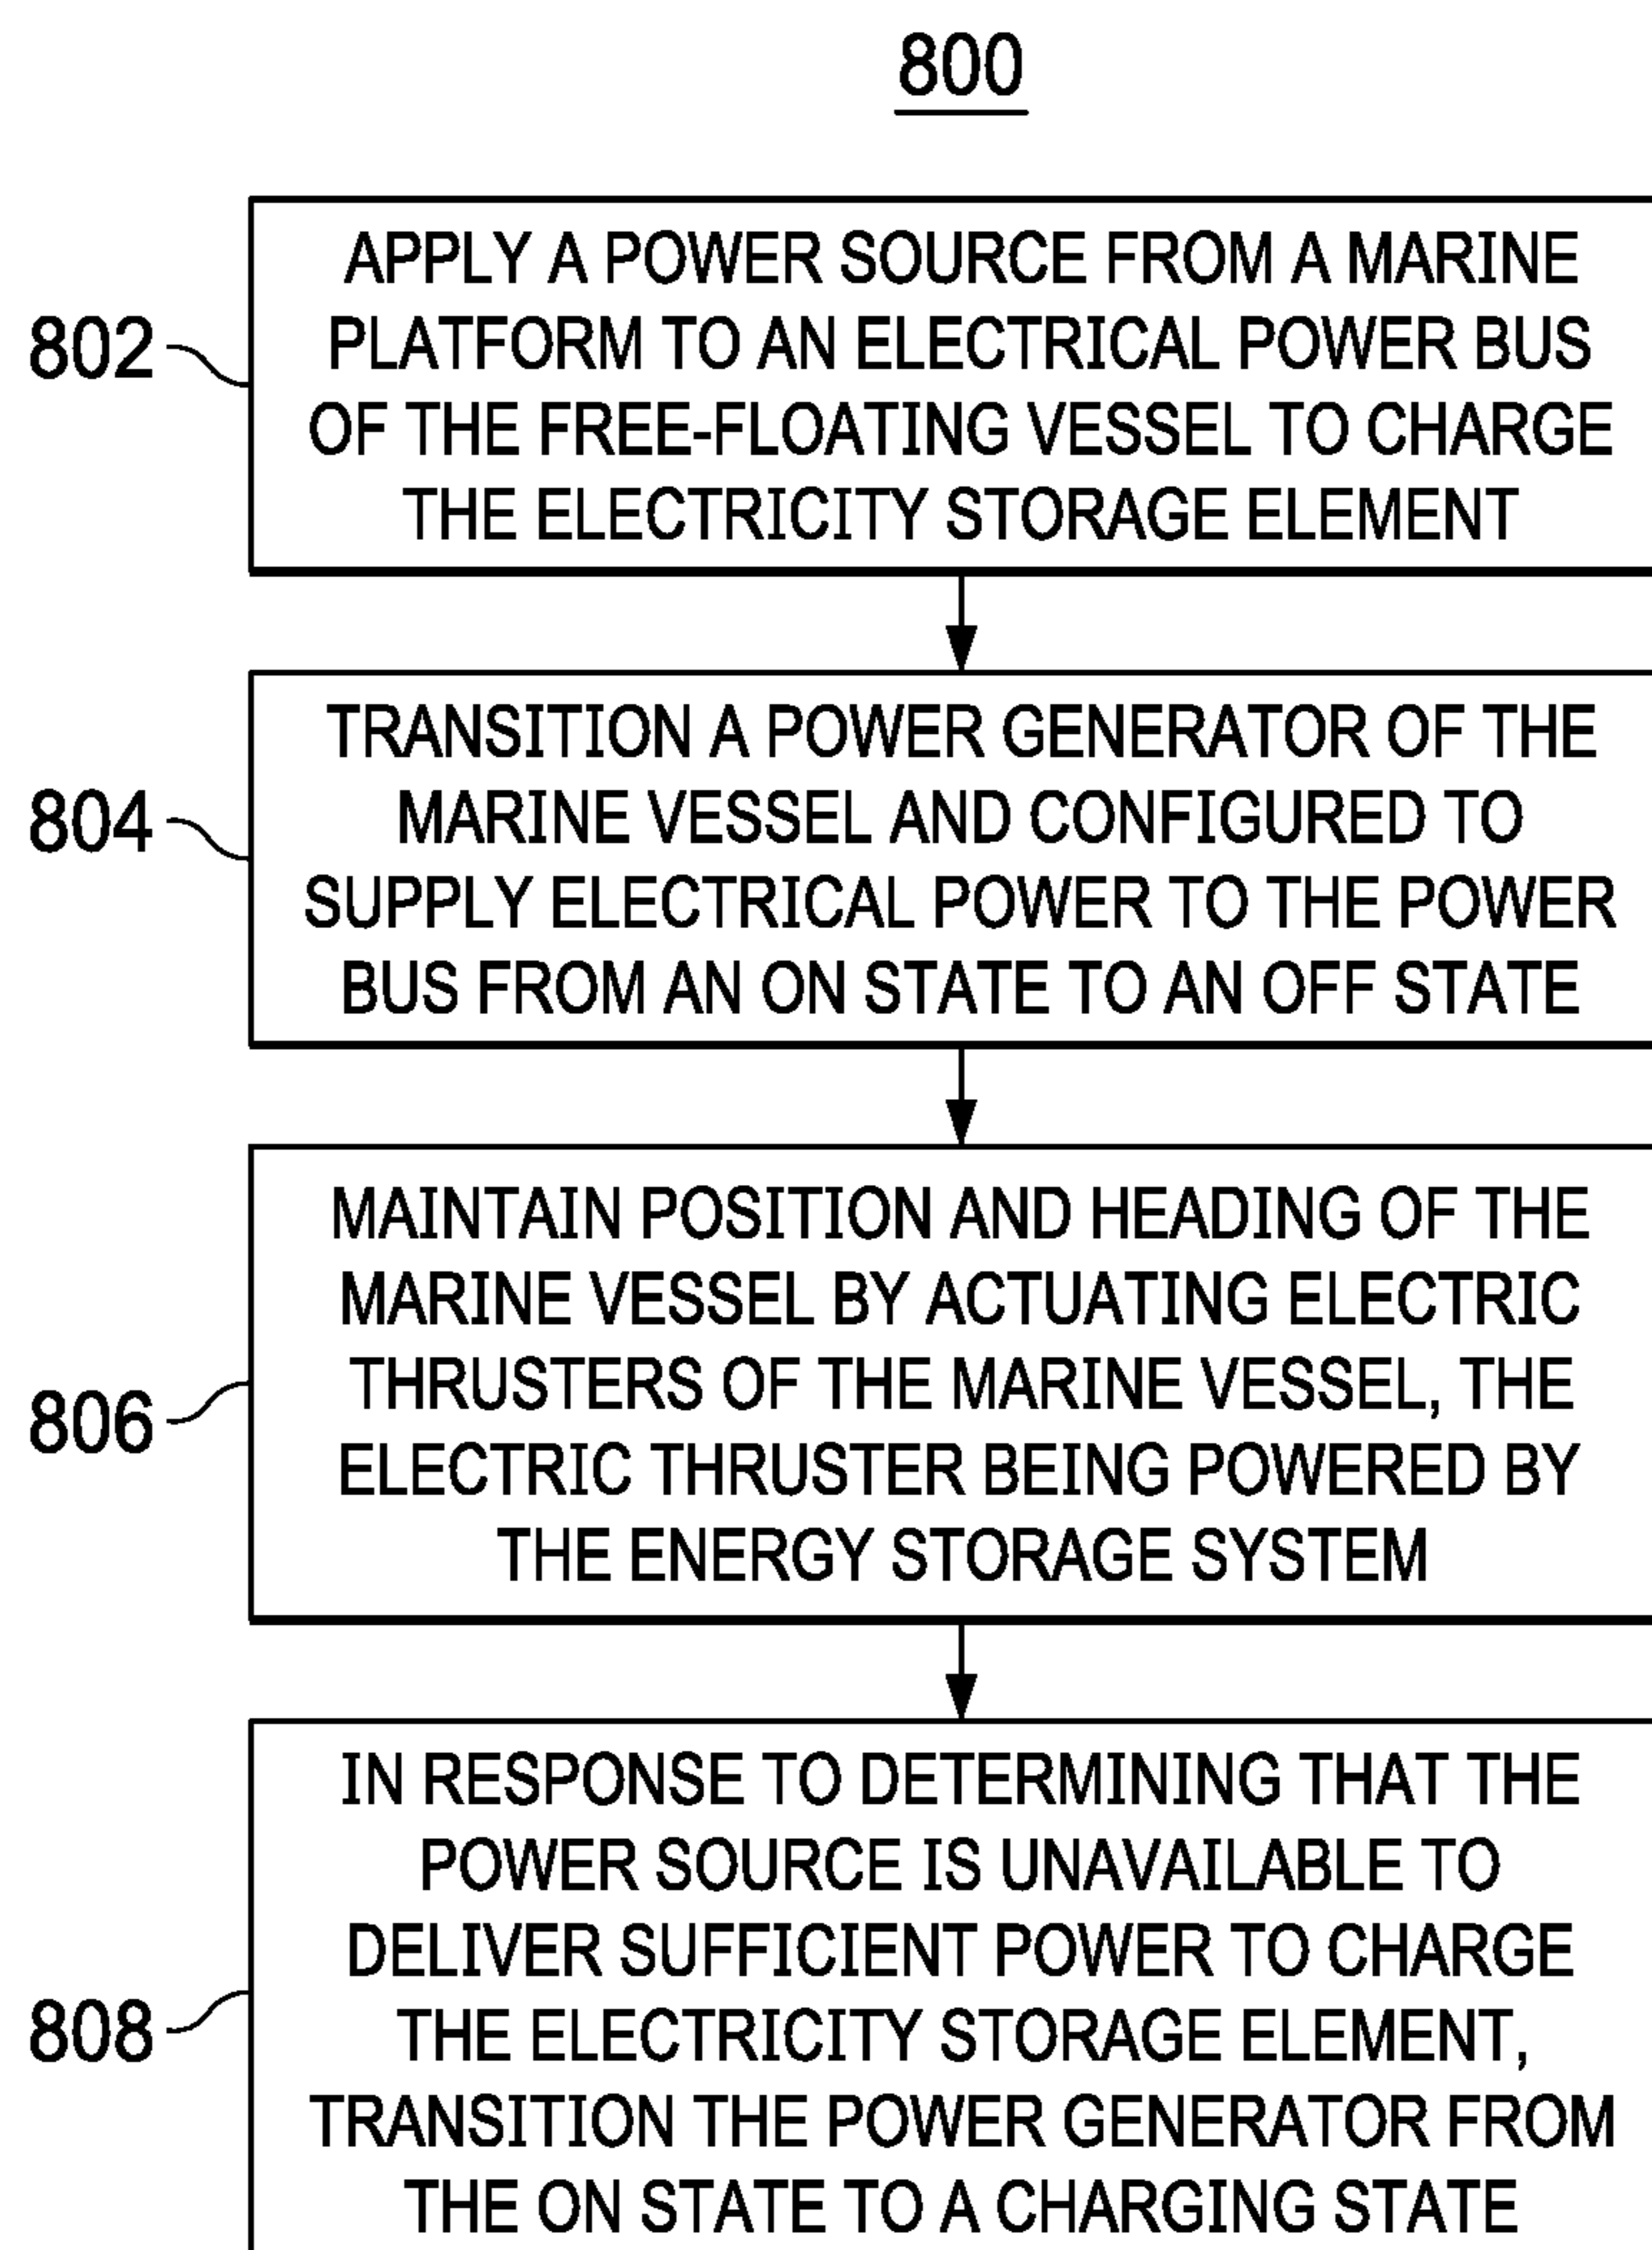 800
APPLY A POWER SOURCE FROM A MARINE
PLATFORM TO AN ELECTRICAL POWER BUS
OF THE FREE-FLOATING VESSEL TO CHARGE
THE ELECTRICITY STORAGE ELEMENT
802
TRANSITION A POWER GENERATOR OF THE
MARINE VESSEL AND CONFIGURED TO
SUPPLY ELECTRICAL POWER TO THE POWER
BUS FROM AN ON STATE TO AN OFF STATE
804
MAINTAIN POSITION AND HEADING OF THE
MARINE VESSEL BY ACTUATING ELECTRIC
THRUSTERS OF THE MARINE VESSEL, THE
ELECTRIC THRUSTER BEING POWERED BY
THE ENERGY STORAGE SYSTEM
806
IN RESPONSE TO DETERMINING THAT THE
POWER SOURCE IS UNAVAILABLE TO
DELIVER SUFFICIENT POWER TO CHARGE
THE ELECTRICITY STORAGE ELEMENT,
TRANSITION THE POWER GENERATOR FROM
THE ON STATE TO A CHARGING STATE
808